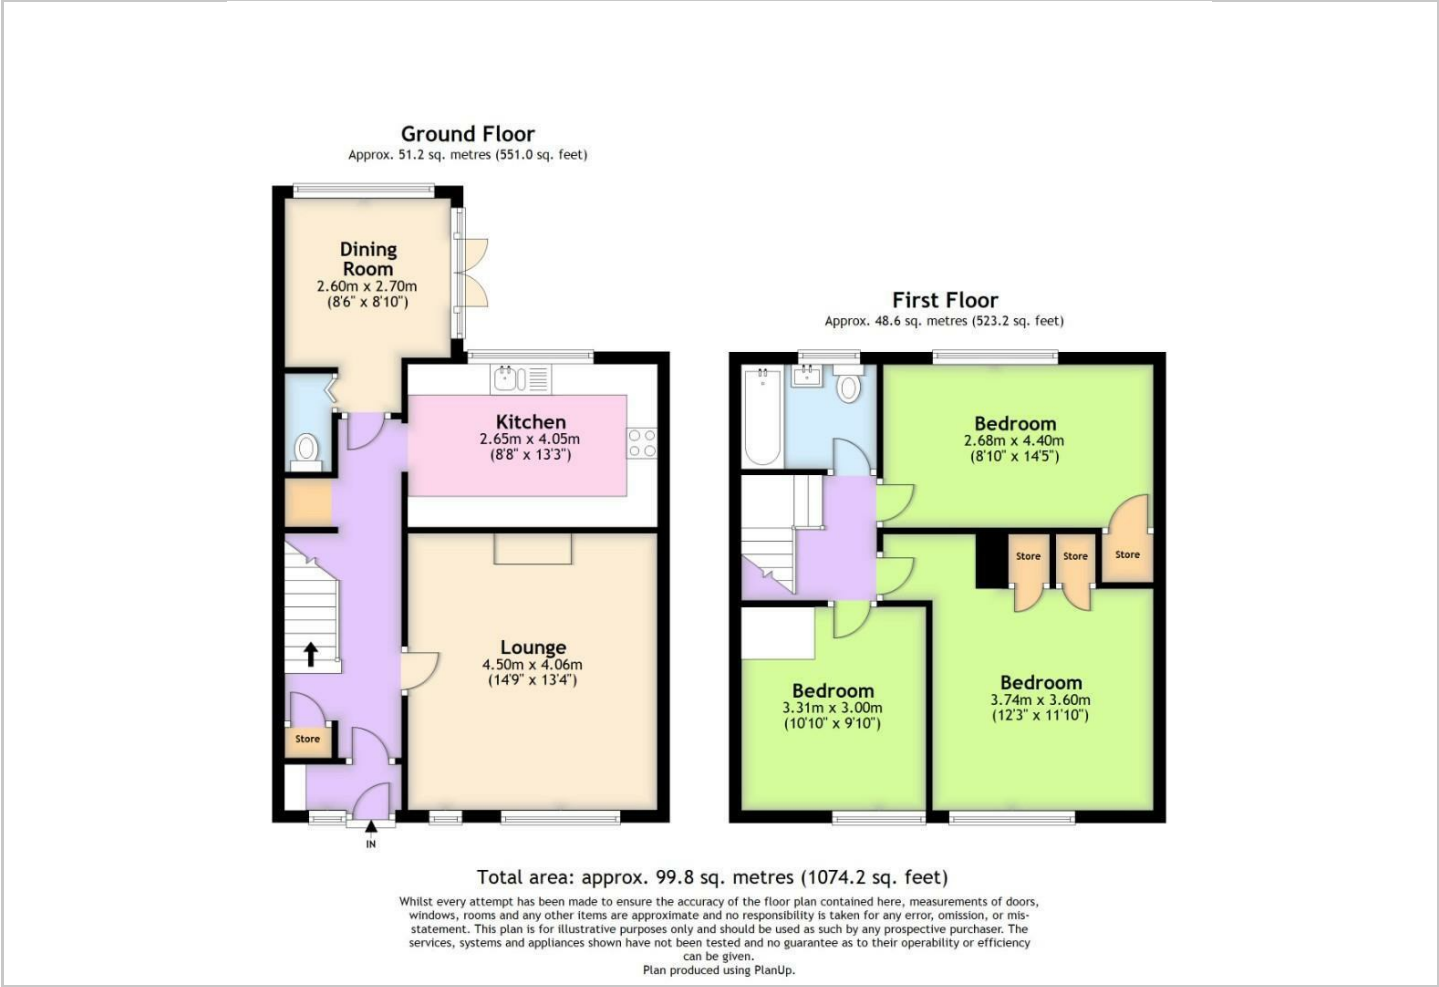 Ground Floor
Approx. 51.2 sq. metres (551.0 sq. feet)
Dining
Room
2.60m x 2.70m
(8'6" x 8'10")
Kitchen
2.65m x 4.05m
(8'8" x 13'3")
Lounge
4.50m x 4.06m
(14'9" x 13'4")
Store
IN
First Floor
Approx. 48.6 sq. metres (523.2 sq. feet)
Bedroom
2.68m x 4.40m
(8'10" x 14'5")
Store
Store
Store
Bedroom
3.31m x 3.00m
(10'10" x 9'10")
Bedroom
3.74m x 3.60m
(12'3" x 11'10")
Total area: approx. 99.8 sq. metres (1074.2 sq. feet)
Whilst every attempt has been made to ensure the accuracy of the floor plan contained here, measurements of doors,
windows, rooms and any other items are approximate and no responsibility is taken for any error, omission, or mis-
statement. This plan is for illustrative purposes only and should be used as such by any prospective purchaser. The
services, systems and appliances shown have not been tested and no guarantee as to their operability or efficiency
can be given.
Plan produced using PlanUp.